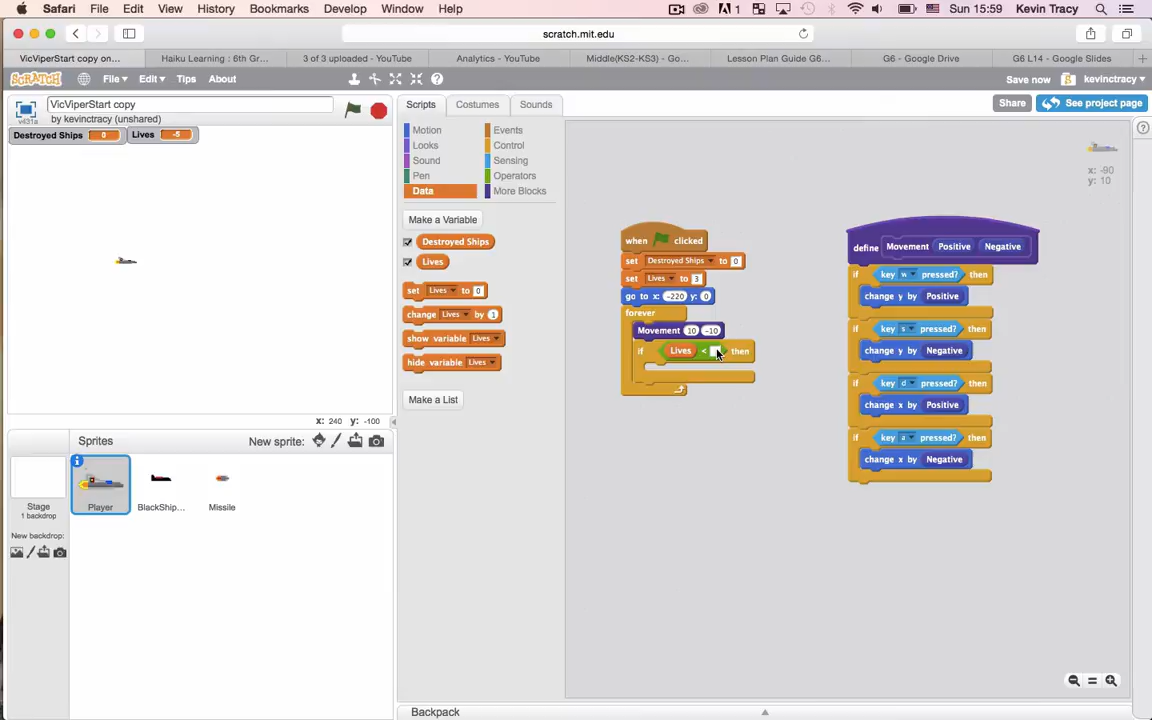 Safari File Edit View History Bookmarks Develop Window Help
1 Sun 15:59 Kevin Tracy
scratch.mit.edu
VicViperStart copy on...
Haiku Learning : 6th Gr...
3 of 3 uploaded - YouTube
Analytics - YouTube
Middle(KS2-KS3) - Go...
Lesson Plan Guide G6...
G6 - Google Drive
G6 L14 - Google Slides
SCRATCH File Edit Tips About
Save now kevinctracy
VicViperStart copy
by kevinctracy (unshared)
v431a
Scripts Costumes Sounds
Share See project page
Destroyed Ships 0 Lives -5
Motion Events
Looks Control
Sound Sensing
Pen Operators
Data More Blocks
x: -90
y: 10
Make a Variable
Destroyed Ships
Lives
set Lives to 0
change Lives by 1
show variable Lives
hide variable Lives
Make a List
when clicked
set Destroyed Ships to 0
set Lives to 3
go to x: -220 y: 0
forever
Movement 10 -10
if Lives < then
define Movement Positive Negative
if key w pressed? then
change y by Positive
if key s pressed? then
change y by Negative
if key d pressed? then
change x by Positive
if key a pressed? then
change x by Negative
x: 240 y: -100
Sprites New sprite:
Stage
1 backdrop
New backdrop:
Player
BlackShip...
Missile
Backpack